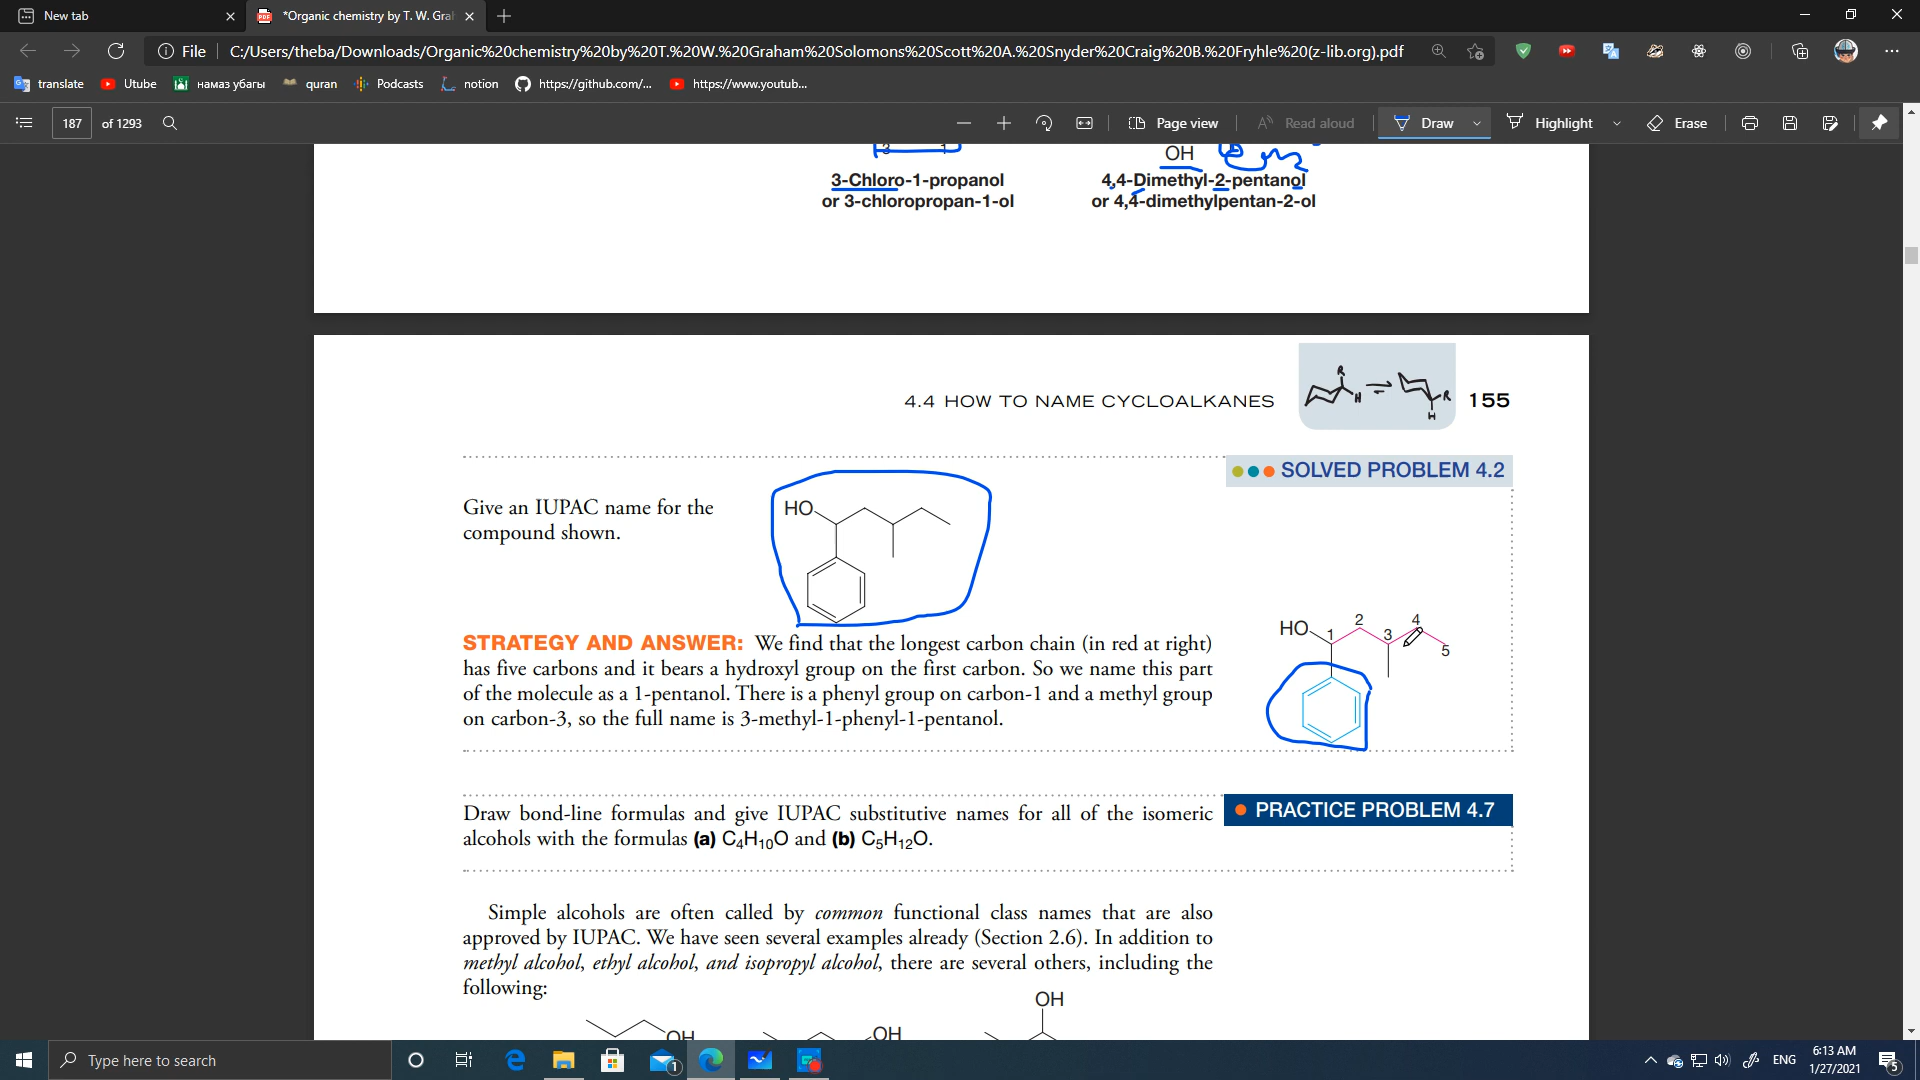 New tab
*Organic chemistry by T. W. Gra
File
C:/Users/theba/Downloads/Organic%20chemistry%20by%20T.%20W.%20Graham%20Solomons%20Scott%20A.%20Snyder%20Craig%20B.%20Fryhle%20(z-lib.org).pdf
translate
Utube
намаз убагы
quran
Podcasts
notion
https://github.com/...
https://www.youtub...
187
of 1293
Page view
Read aloud
Draw
Highlight
Erase
3
1
OH
3-Chloro-1-propanol
or 3-chloropropan-1-ol
4,4-Dimethyl-2-pentanol
or 4,4-dimethylpentan-2-ol
4.4 HOW TO NAME CYCLOALKANES
R
H
R
H
155
SOLVED PROBLEM 4.2
Give an IUPAC name for the
compound shown.
HO
HO
1
2
3
4
5
STRATEGY AND ANSWER: We find that the longest carbon chain (in red at right)
has five carbons and it bears a hydroxyl group on the first carbon. So we name this part
of the molecule as a 1-pentanol. There is a phenyl group on carbon-1 and a methyl group
on carbon-3, so the full name is 3-methyl-1-phenyl-1-pentanol.
PRACTICE PROBLEM 4.7
Draw bond-line formulas and give IUPAC substitutive names for all of the isomeric
alcohols with the formulas (a) C₄H₁₀O and (b) C₅H₁₂O.
Simple alcohols are often called by common functional class names that are also
approved by IUPAC. We have seen several examples already (Section 2.6). In addition to
methyl alcohol, ethyl alcohol, and isopropyl alcohol, there are several others, including the
following:
OH
OH
OH
Type here to search
1
ENG
6:13 AM
1/27/2021
5